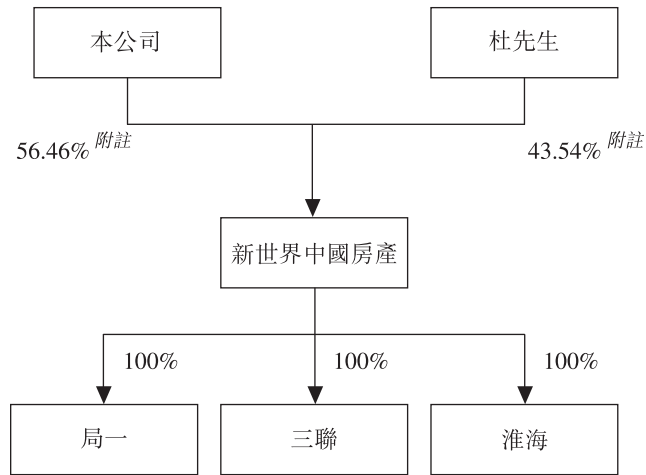 本公司
杜先生
56.46% 附註
43.54% 附註
新世界中國房產
100%
100%
100%
局一
三聯
淮海